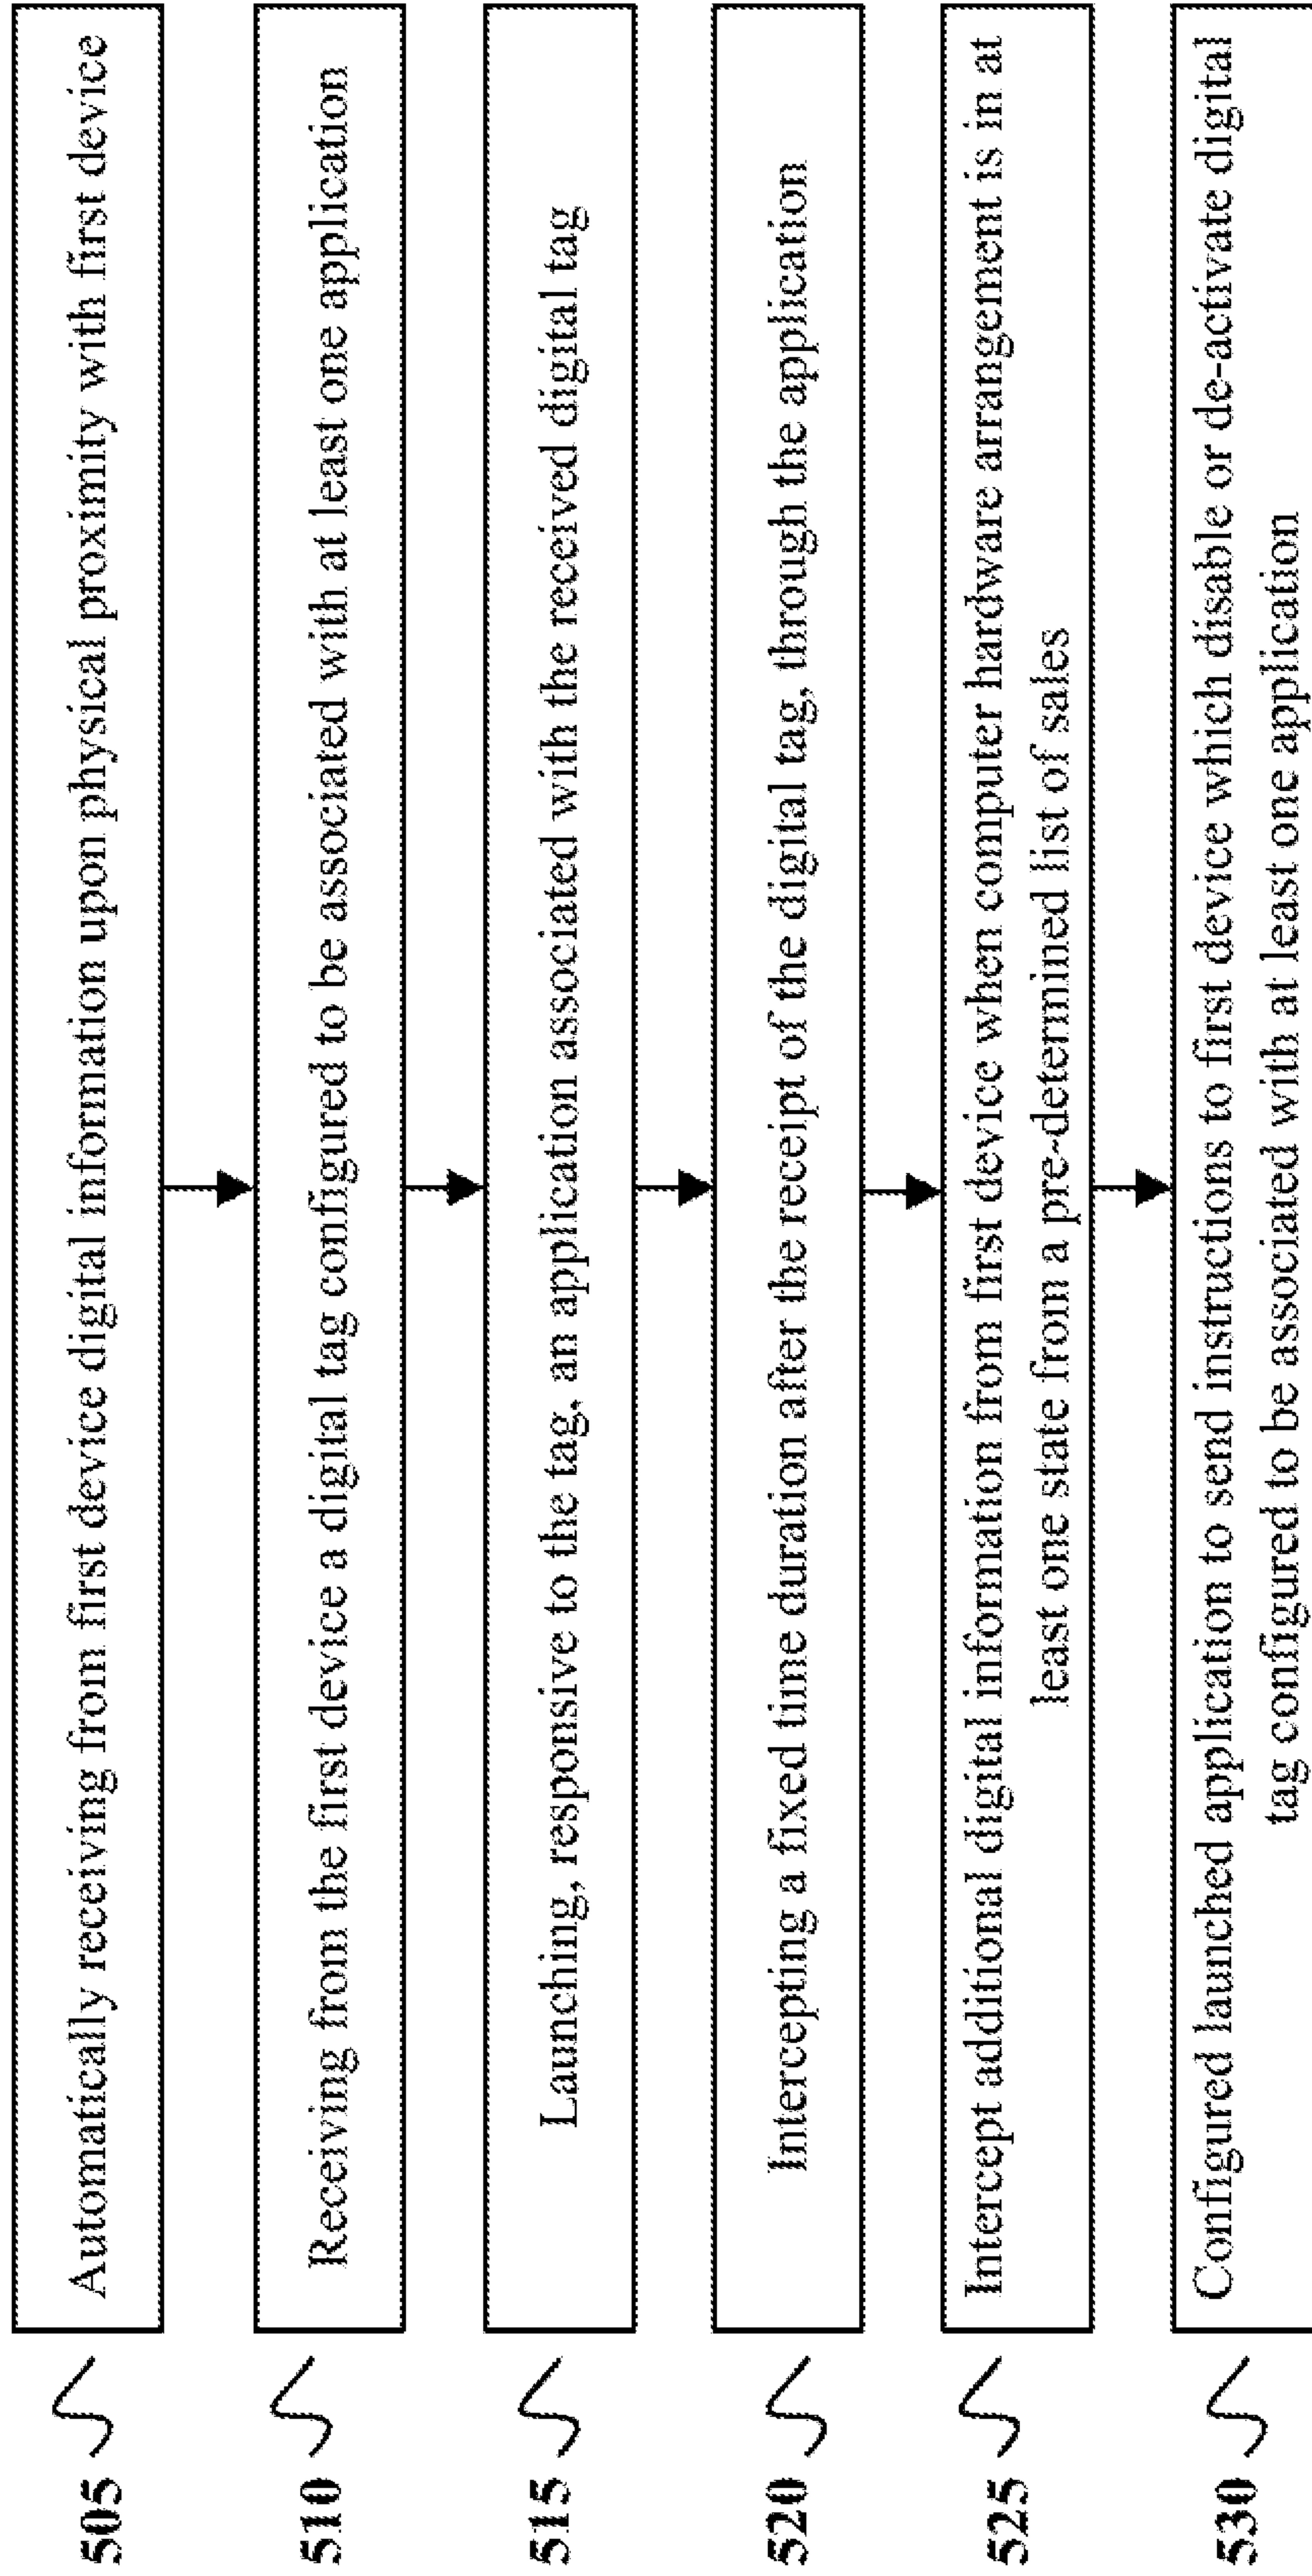 505
Automatically receiving from first device digital information upon physical proximity with first device
510
Receiving from the first device a digital tag configured to be associated with at least one application
515
Launching, responsive to the tag, an application associated with the received digital tag
520
Intercepting a fixed time duration after the receipt of the digital tag, through the application
525
Intercept additional digital information from first device when computer hardware arrangement is in at
least one state from a pre-determined list of sales
530
Configured launched application to send instructions to first device which disable or de-activate digital
tag configured to be associated with at least one application